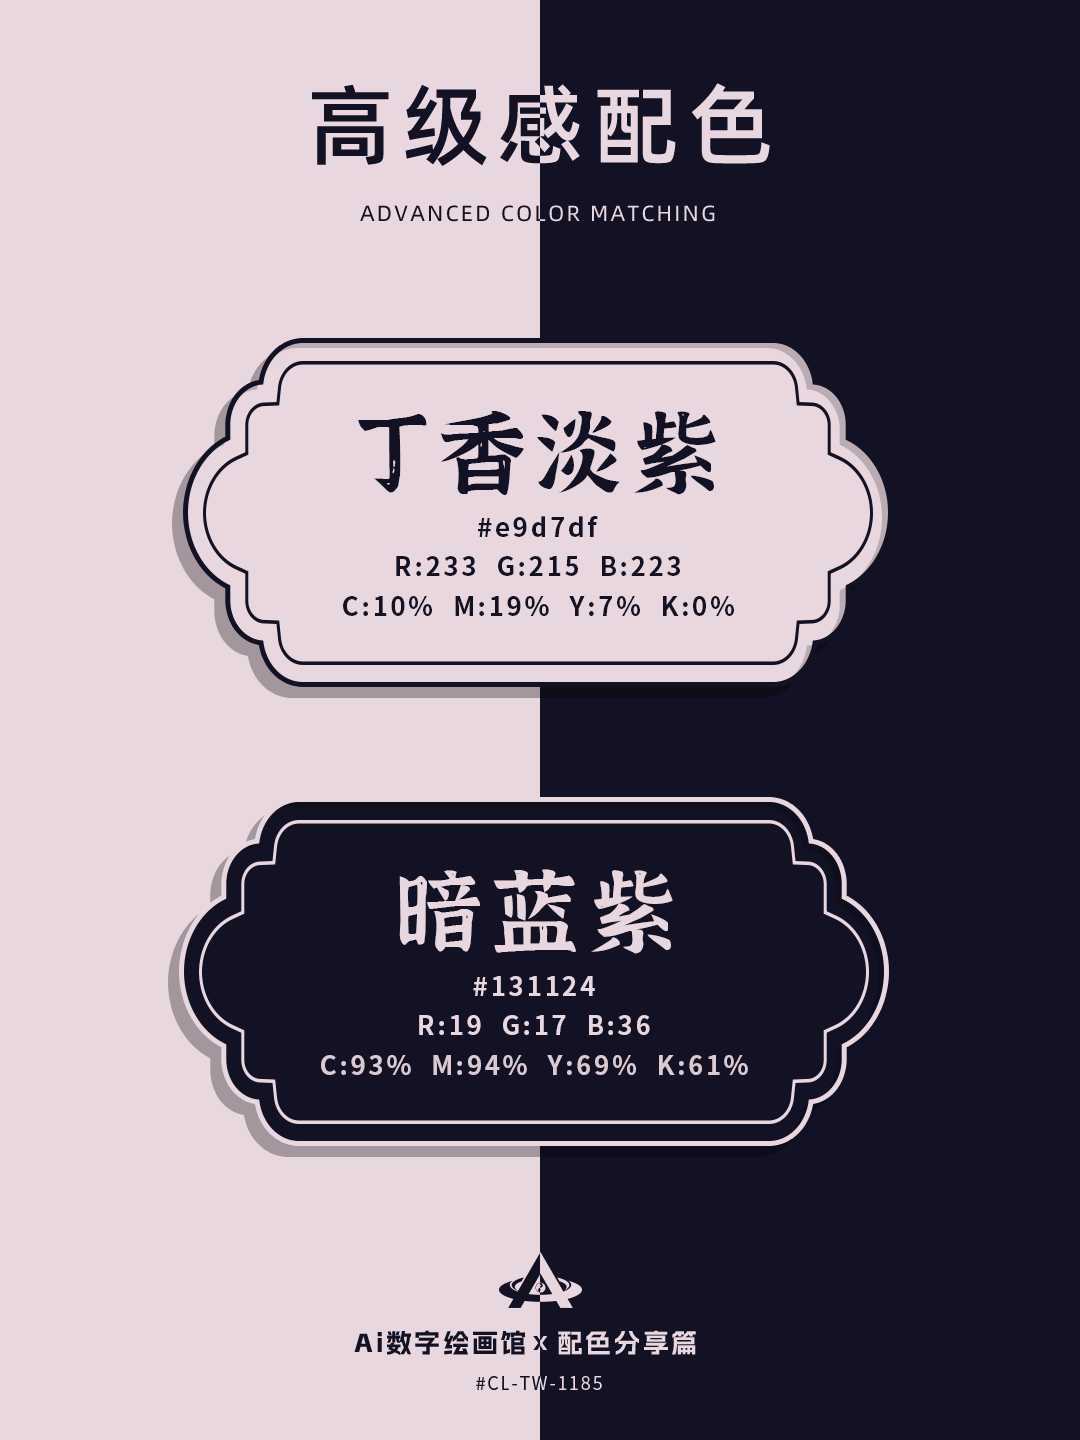 高级感配色
ADVANCED COLOR MATCHING
丁香淡紫
#e9d7df
R:233 G:215 B:223
C:10% M:19% Y:7% K:0%
暗蓝紫
#131124
R:19 G:17 B:36
C:93% M:94% Y:69% K:61%
Ai数字绘画馆 x 配色分享篇
#CL-TW-1185